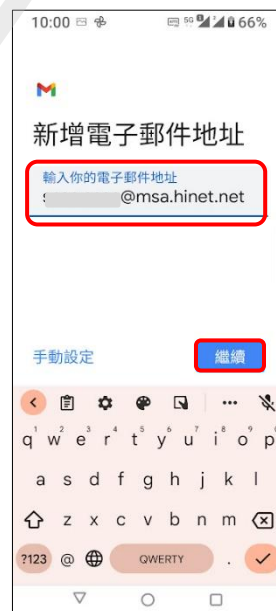 10:00 5G 66%
新增電子郵件地址
輸入你的電子郵件地址
s @msa.hinet.net
手動設定 繼續
q w e r t y u i o p
1 2 3 4 5 6 7 8 9 0
a s d f g h j k l
z x c v b n m
?123 @ QWERTY .